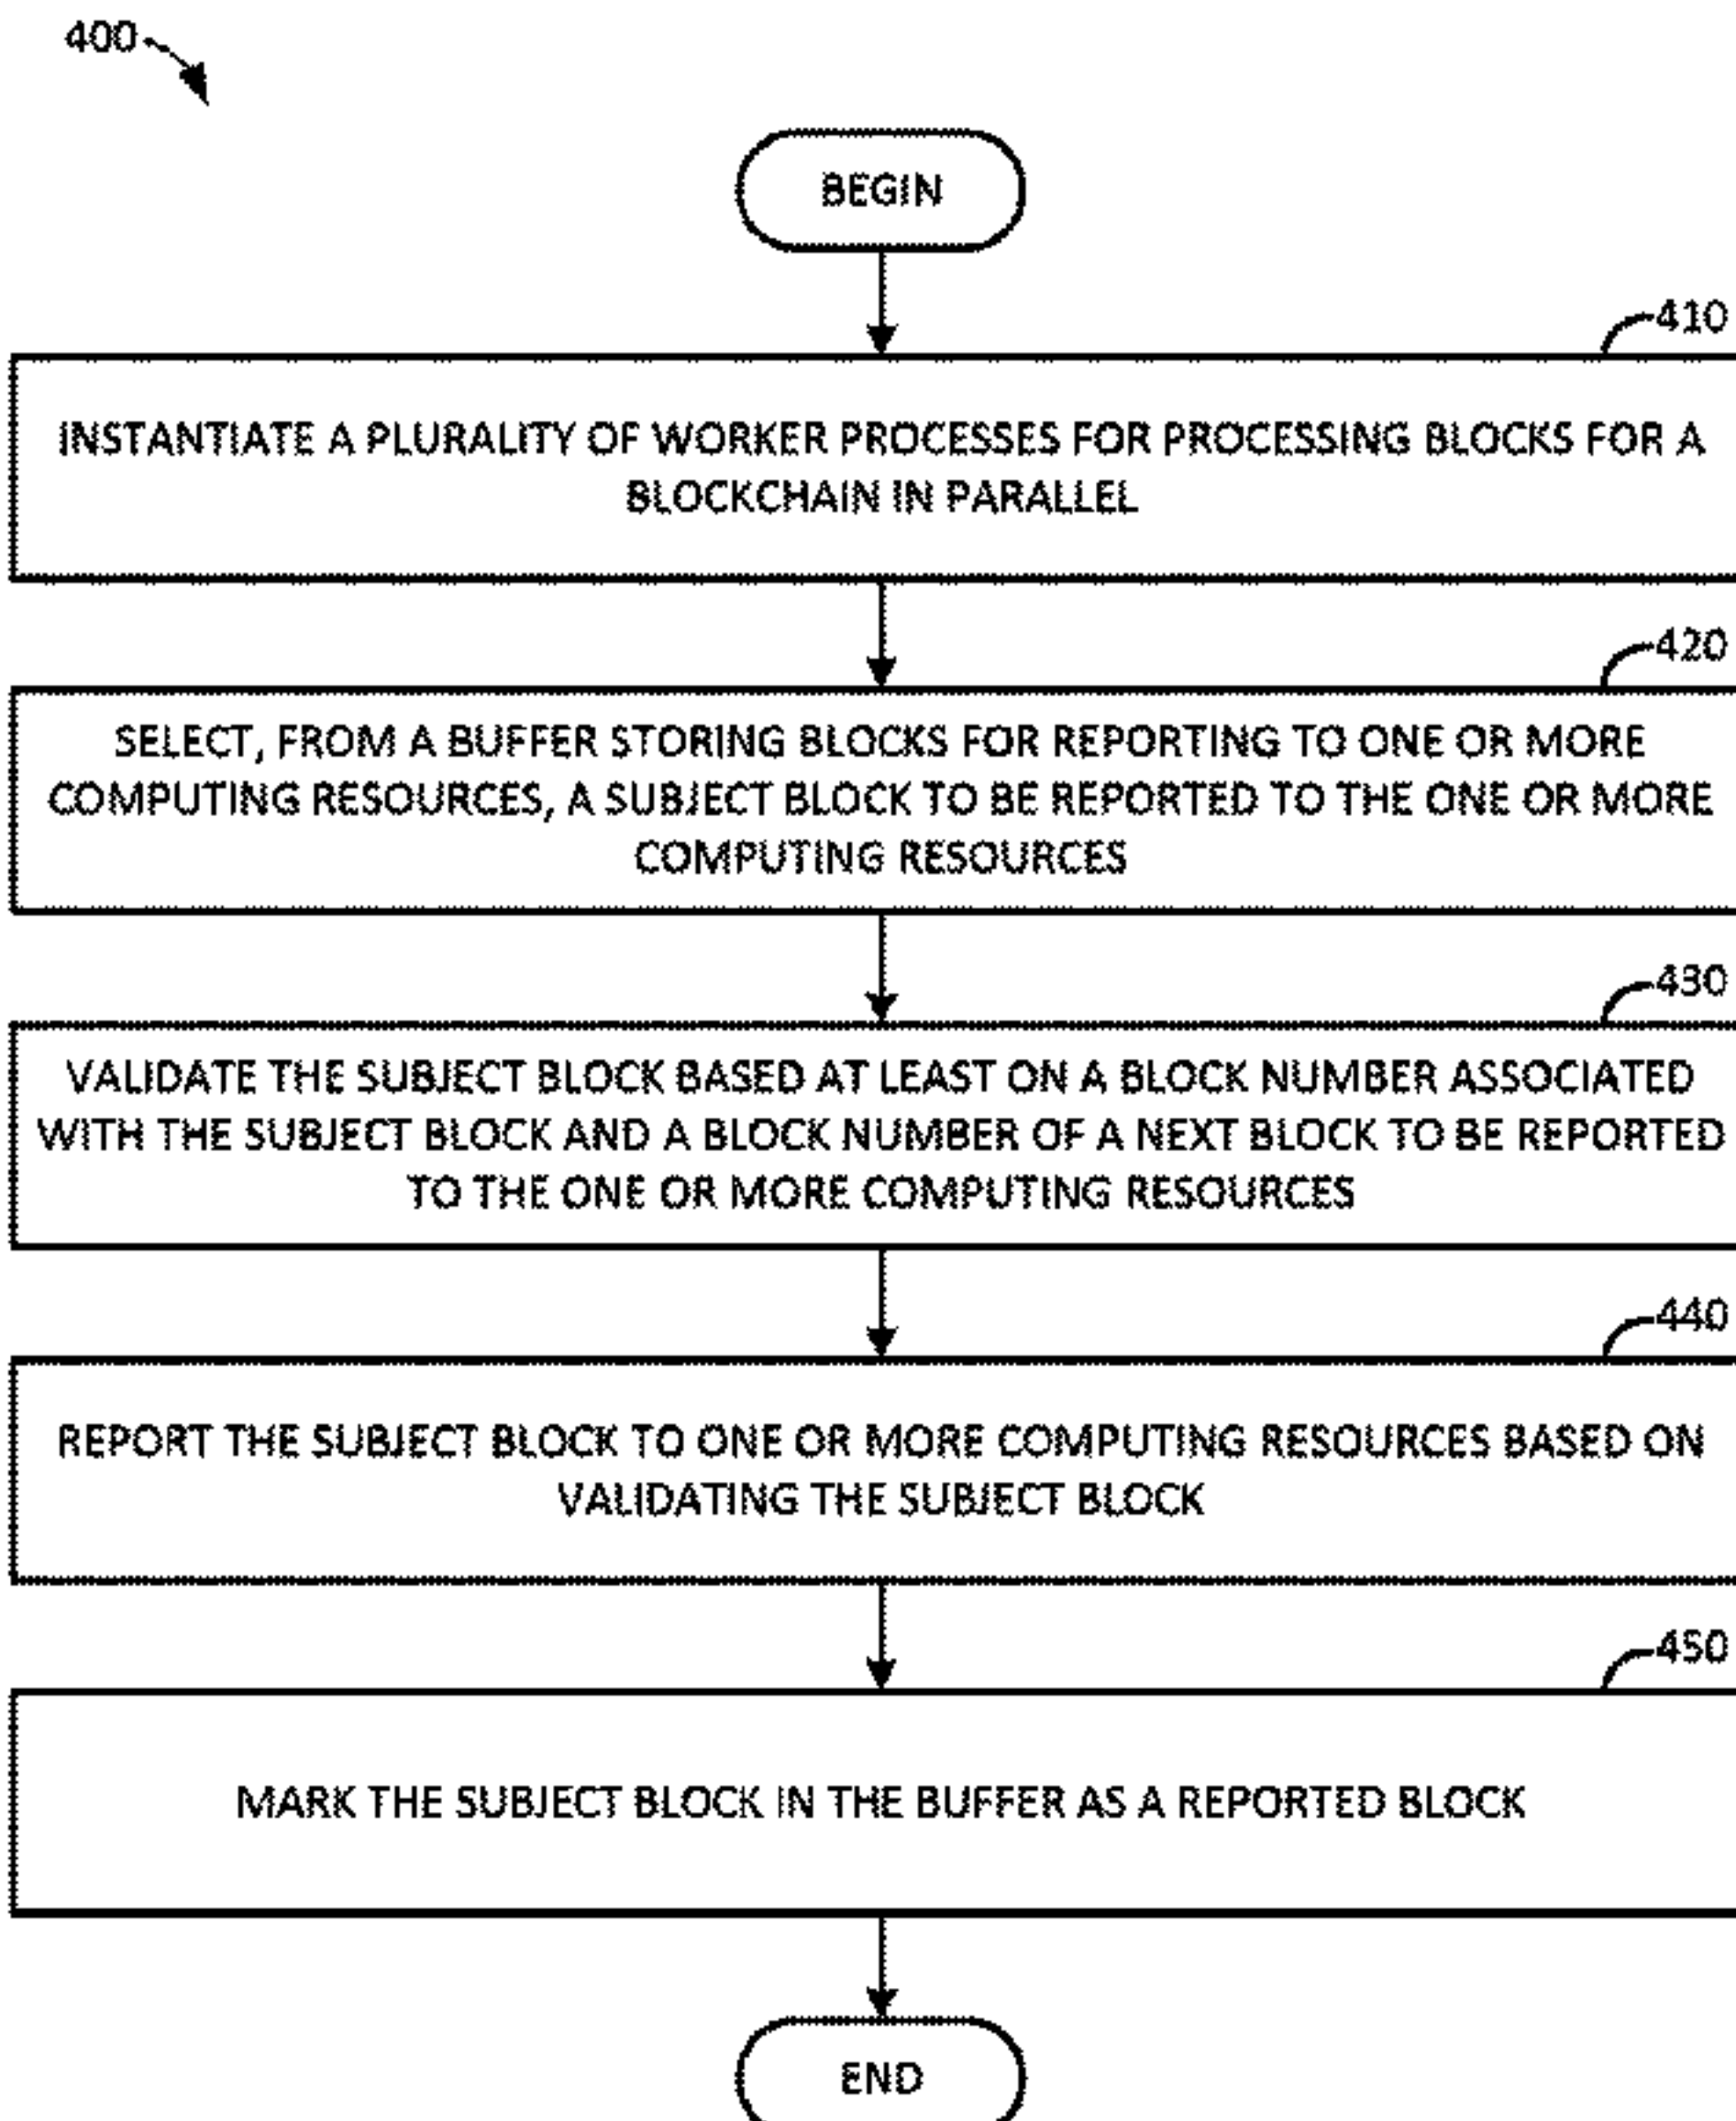 400
BEGIN
410
INSTANTIATE A PLURALITY OF WORKER PROCESSES FOR PROCESSING BLOCKS FOR A
BLOCKCHAIN IN PARALLEL
420
SELECT, FROM A BUFFER STORING BLOCKS FOR REPORTING TO ONE OR MORE
COMPUTING RESOURCES, A SUBJECT BLOCK TO BE REPORTED TO THE ONE OR MORE
COMPUTING RESOURCES
430
VALIDATE THE SUBJECT BLOCK BASED AT LEAST ON A BLOCK NUMBER ASSOCIATED
WITH THE SUBJECT BLOCK AND A BLOCK NUMBER OF A NEXT BLOCK TO BE REPORTED
TO THE ONE OR MORE COMPUTING RESOURCES
440
REPORT THE SUBJECT BLOCK TO ONE OR MORE COMPUTING RESOURCES BASED ON
VALIDATING THE SUBJECT BLOCK
450
MARK THE SUBJECT BLOCK IN THE BUFFER AS A REPORTED BLOCK
END